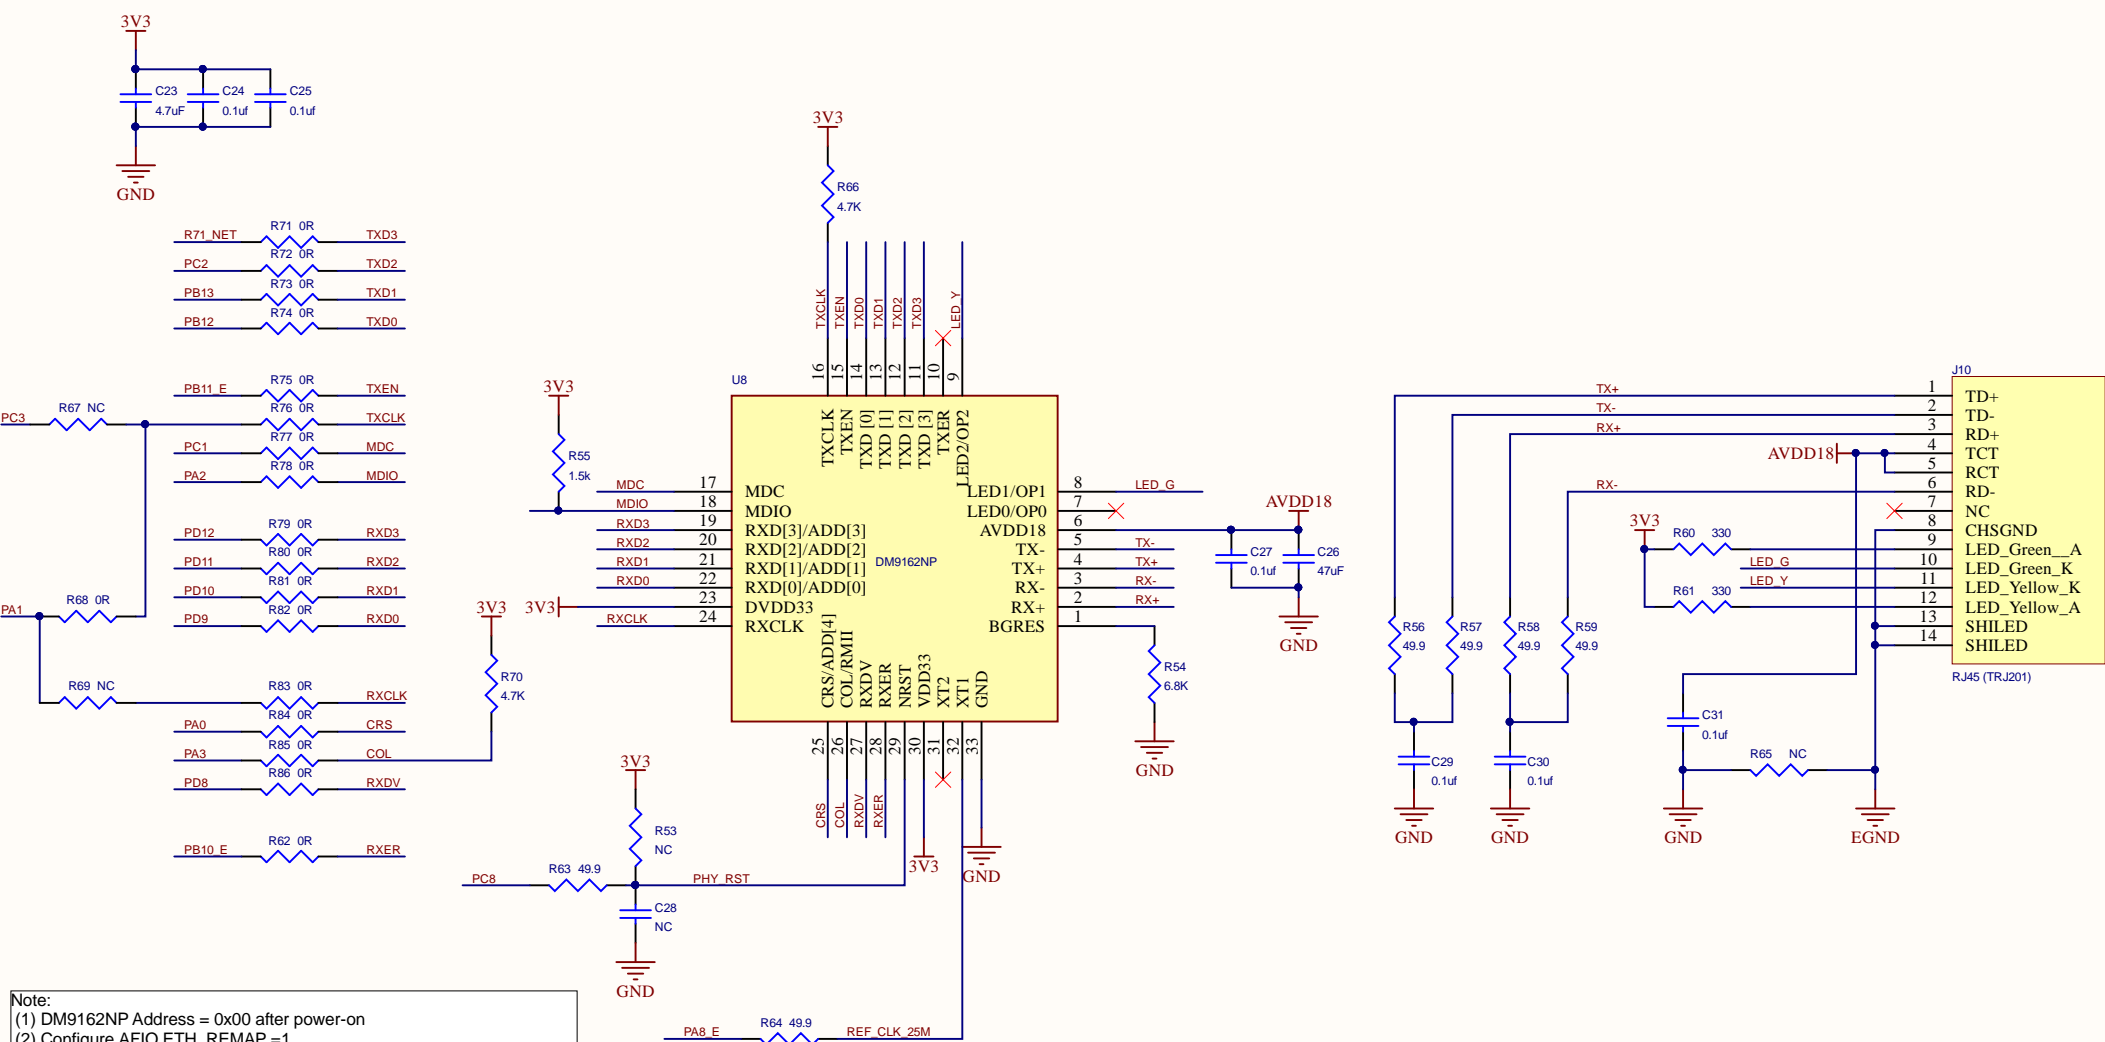 3V3
C23
4.7uF
C24
0.1uf
C25
0.1uf
GND
R71_NET R71 0R TXD3
PC2 R72 0R TXD2
PB13 R73 0R TXD1
PB12 R74 0R TXD0
PB11_E R75 0R TXEN
PC3 R67 NC R76 0R TXCLK
PC1 R77 0R MDC
PA2 R78 0R MDIO
PD12 R79 0R RXD3
PD11 R80 0R RXD2
PD10 R81 0R RXD1
PA1 R68 0R
PD9 R82 0R RXD0
R69 NC R83 0R RXCLK
PA0 R84 0R CRS
PA3 R85 0R COL
PD8 R86 0R RXDV
PB10_E R62 0R RXER
3V3
R70
4.7K
3V3
R66
4.7K
TXCLK
TXEN
TXD0
TXD1
TXD2
TXD3
LED_Y
16
15
14
13
12
11
10
9
U8
TXCLK
TXEN
TXD [0]
TXD [1]
TXD [2]
TXD [3]
TXER
LED2/OP2
3V3
R55
1.5k
MDC 17 MDC
MDIO 18 MDIO
RXD3 19 RXD[3]/ADD[3]
RXD2 20 RXD[2]/ADD[2]
RXD1 21 RXD[1]/ADD[1]
RXD0 22 RXD[0]/ADD[0]
3V3 23 DVDD33
RXCLK 24 RXCLK
DM9162NP
LED1/OP1 8 LED_G
LED0/OP0 7
AVDD18 6
TX- 5 TX-
TX+ 4 TX+
RX- 3 RX-
RX+ 2 RX+
BGRES 1
CRS/ADD[4]
COL/RMII
RXDV
RXER
NRST
VDD33
XT2
XT1
GND
25
26
27
28
29
30
31
32
33
CRS
COL
RXDV
RXER
3V3
GND
AVDD18
C27
0.1uf
C26
47uF
GND
R54
6.8K
GND
3V3
R53
NC
PC8 R63 49.9 PHY_RST
C28
NC
GND
PA8_E R64 49.9 REF_CLK_25M
J10
TX+ 1 TD+
TX- 2 TD-
RX+ 3 RD+
AVDD18 4 TCT
5 RCT
RX- 6 RD-
7 NC
3V3 8 CHSGND
R60 330 9 LED_Green__A
LED_G 10 LED_Green_K
LED_Y 11 LED_Yellow_K
R61 330 12 LED_Yellow_A
13 SHILED
14 SHILED
RJ45 (TRJ201)
R56
49.9
R57
49.9
R58
49.9
R59
49.9
C29
0.1uf
GND
C30
0.1uf
GND
C31
0.1uf
R65 NC
GND
EGND
Note:
(1) DM9162NP Address = 0x00 after power-on
(2) Configure AFIO ETH_REMAP =1